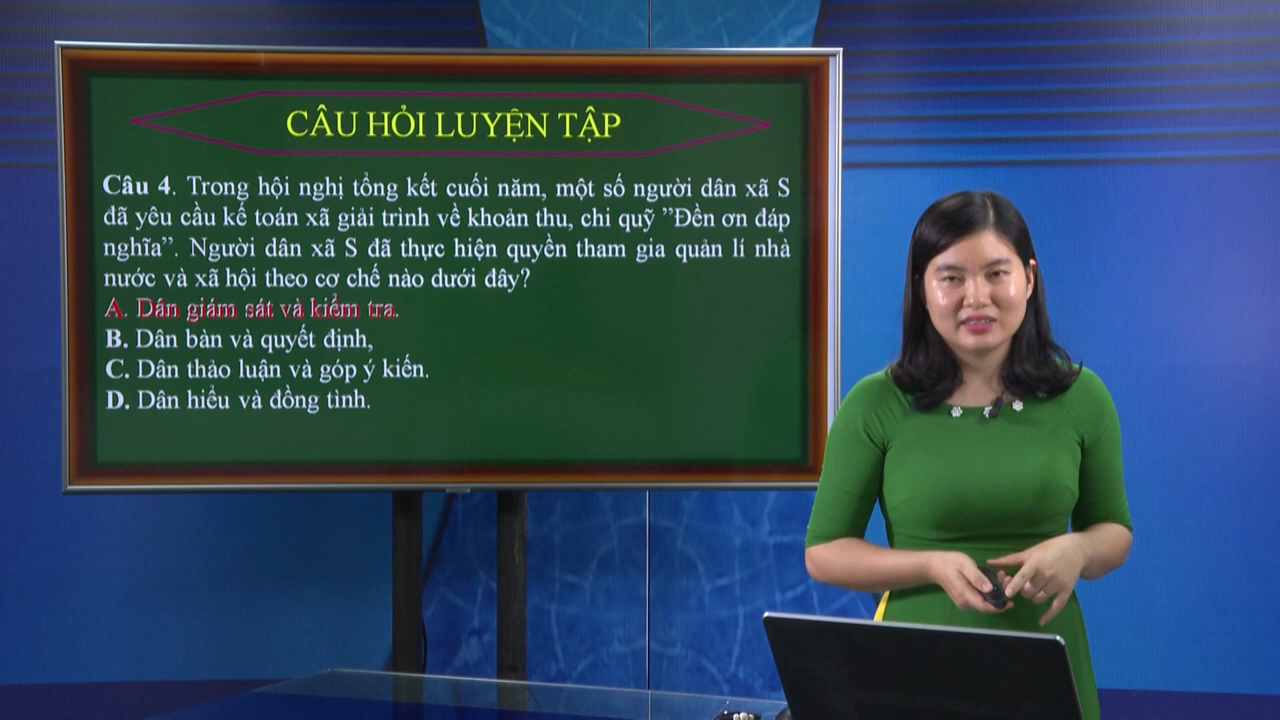 CÂU HỎI LUYỆN TẬP
Câu 4. Trong hội nghị tổng kết cuối năm, một số người dân xã S
đã yêu cầu kế toán xã giải trình về khoản thu, chi quỹ ”Đền ơn đáp
nghĩa”. Người dân xã S đã thực hiện quyền tham gia quản lí nhà
nước và xã hội theo cơ chế nào dưới đây?
A. Dân giám sát và kiểm tra.
B. Dân bàn và quyết định,
C. Dân thảo luận và góp ý kiến.
D. Dân hiểu và đồng tình.